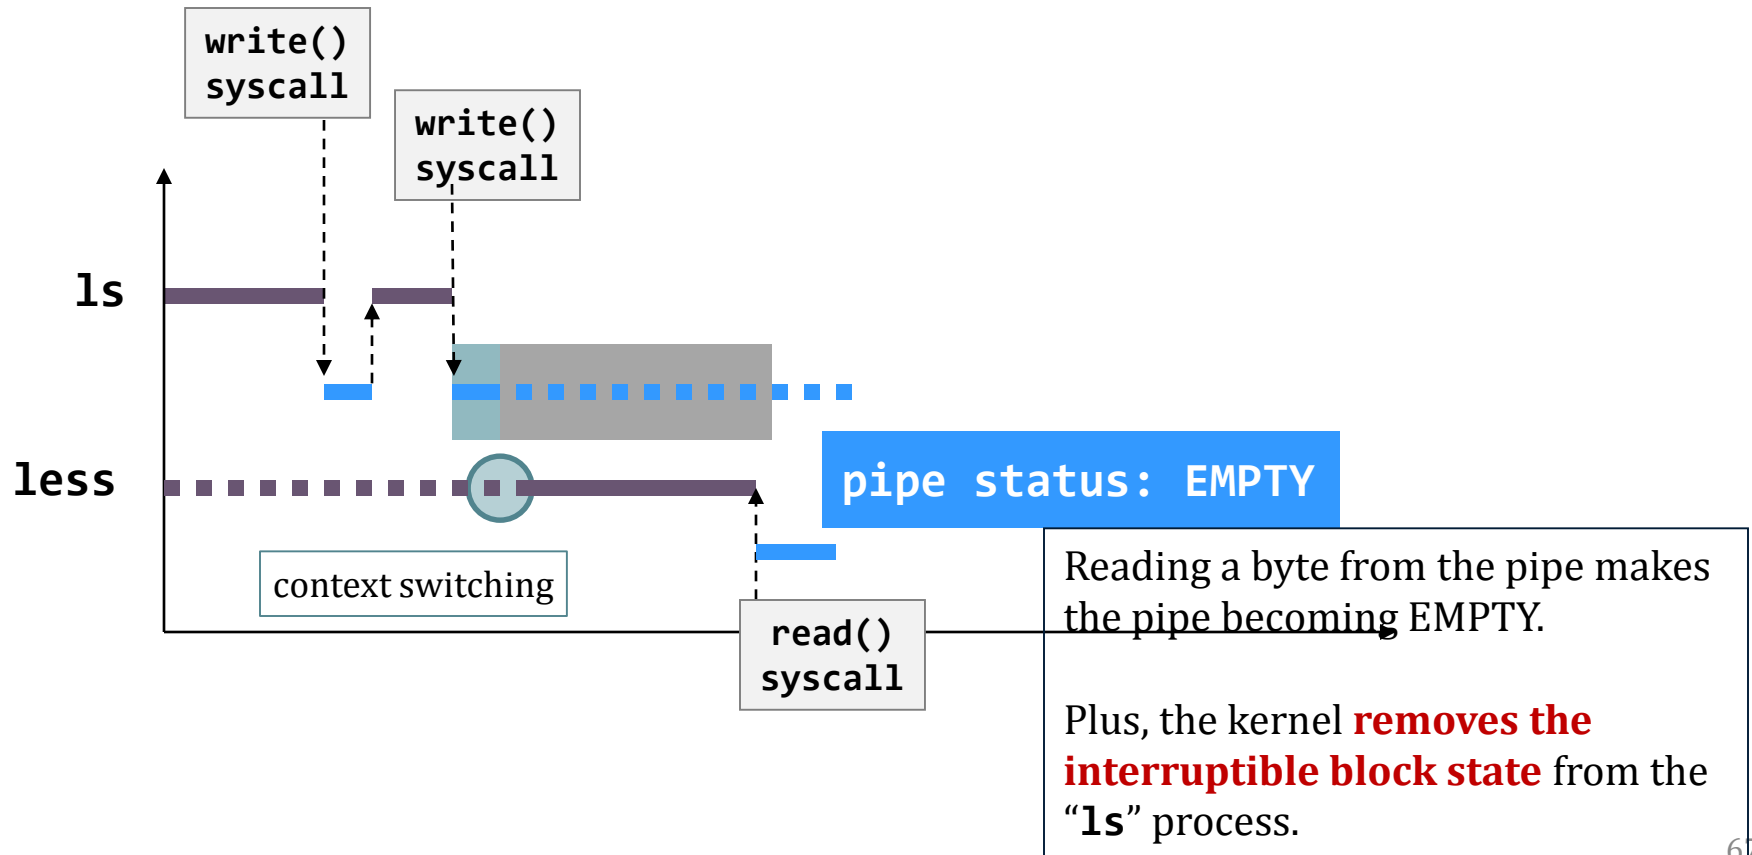 write()
syscall
write()
syscall
ls
less
pipe status: EMPTY
context switching
read()
syscall
Reading a byte from the pipe makes
the pipe becoming EMPTY.
Plus, the kernel removes the
interruptible block state from the
“ls” process.